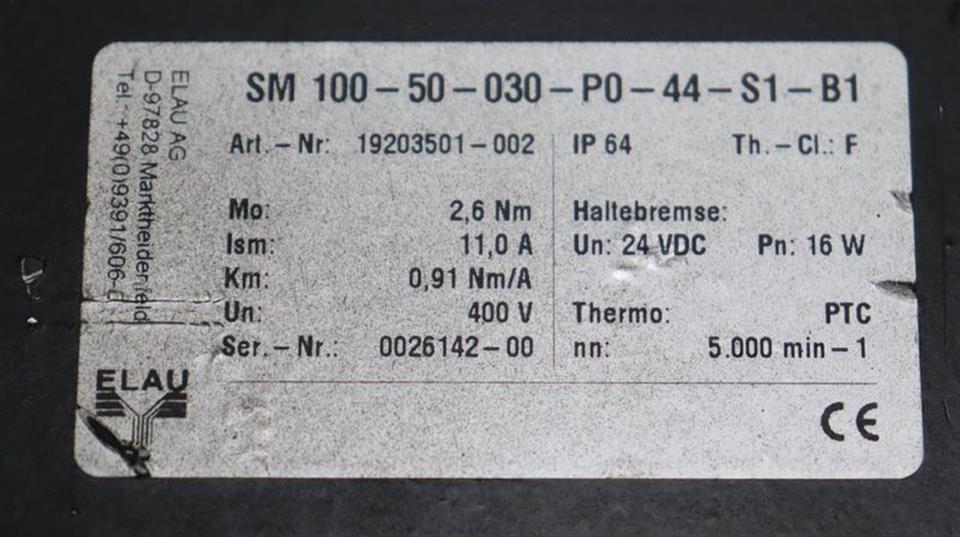 SM 100-50-030-P0-44-S1-B1
Art.-Nr: 19203501-002 IP 64 Th.-Cl.: F
Mo: 2,6 Nm Haltebremse:
Ism: 11,0 A Un: 24 VDC Pn: 16 W
Km: 0,91 Nm/A
Un: 400 V Thermo: PTC
Ser.-Nr.: 0026142-00 nn: 5.000 min-1
ELAU AG
D-97828 Marktheidenfeld
Tel.: +49(0)9391/606-
ELAU
CE